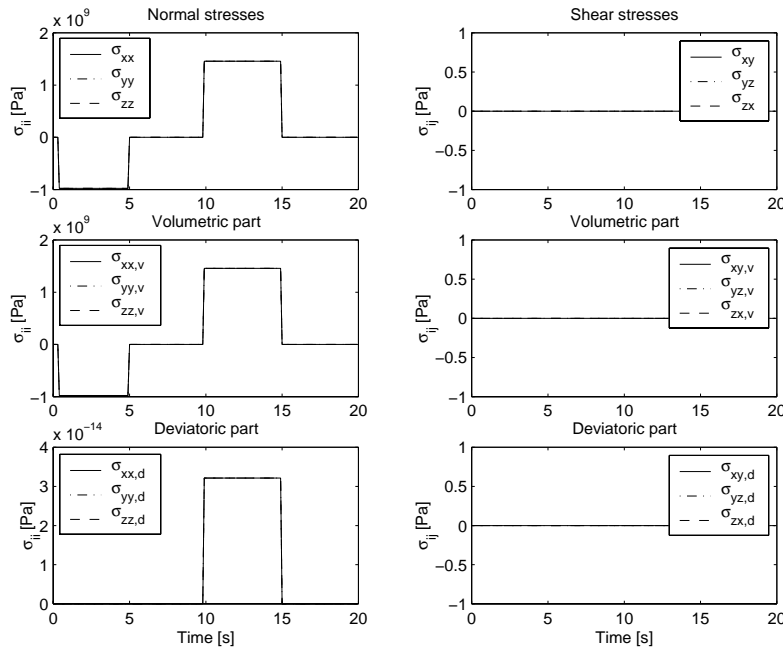 Normal stresses
x 10^9
2
1
0
−1
σ_ii [Pa]
σ_xx
σ_yy
σ_zz
0 5 10 15 20
Shear stresses
1
0.5
0
−0.5
−1
σ_ij [Pa]
σ_xy
σ_yz
σ_zx
0 5 10 15 20
Volumetric part
x 10^9
2
1
0
−1
σ_ii [Pa]
σ_xx,v
σ_yy,v
σ_zz,v
0 5 10 15 20
Volumetric part
1
0.5
0
−0.5
−1
σ_ij [Pa]
σ_xy,v
σ_yz,v
σ_zx,v
0 5 10 15 20
Deviatoric part
x 10^−14
4
3
2
1
0
σ_ii [Pa]
σ_xx,d
σ_yy,d
σ_zz,d
0 5 10 15 20
Time [s]
Deviatoric part
1
0.5
0
−0.5
−1
σ_ij [Pa]
σ_xy,d
σ_yz,d
σ_zx,d
0 5 10 15 20
Time [s]